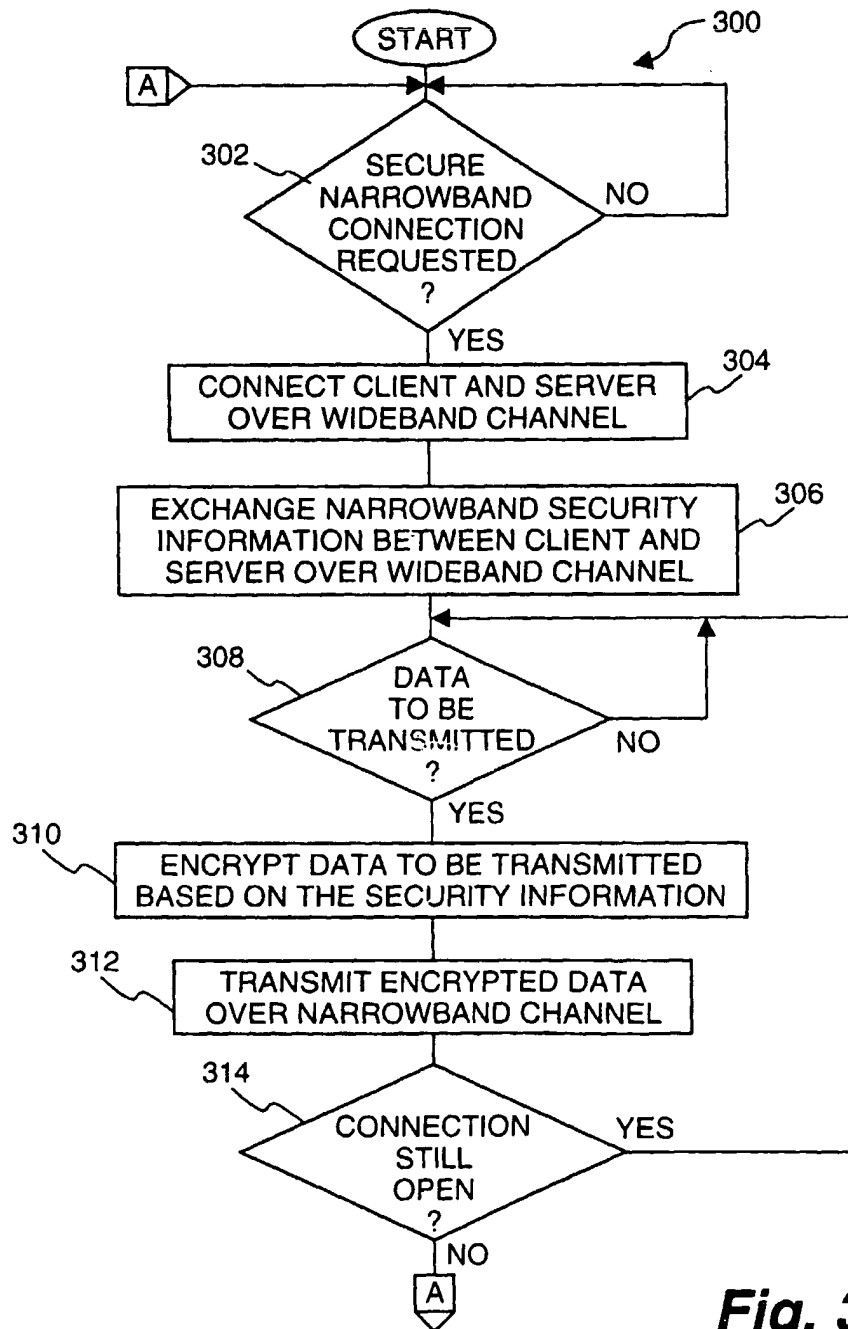 START
300
A
302
SECURE
NARROWBAND
CONNECTION
REQUESTED
?
NO
YES
304
CONNECT CLIENT AND SERVER
OVER WIDEBAND CHANNEL
306
EXCHANGE NARROWBAND SECURITY
INFORMATION BETWEEN CLIENT AND
SERVER OVER WIDEBAND CHANNEL
308
DATA
TO BE
TRANSMITTED
?
NO
YES
310
ENCRYPT DATA TO BE TRANSMITTED
BASED ON THE SECURITY INFORMATION
312
TRANSMIT ENCRYPTED DATA
OVER NARROWBAND CHANNEL
314
CONNECTION
STILL
OPEN
?
YES
NO
A
Fig. 3